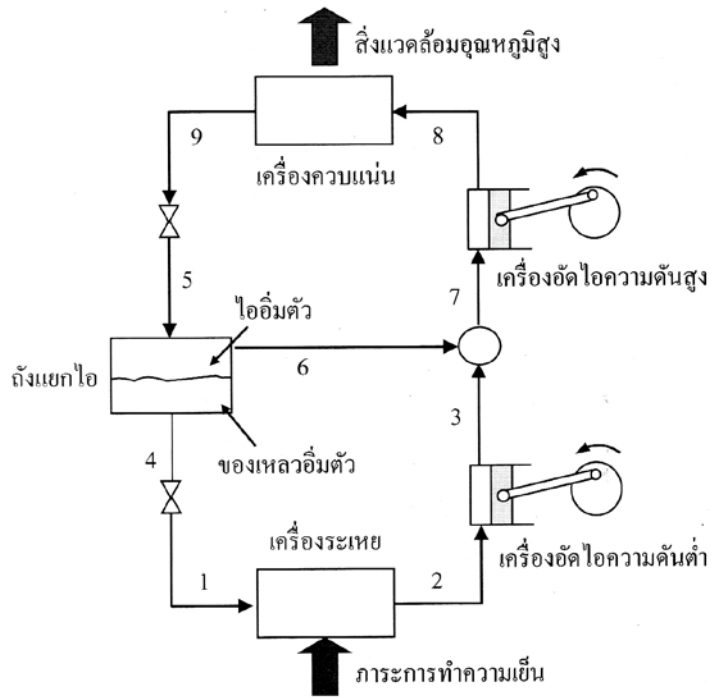 สิ่งแวดล้อมอุณหภูมิสูง
9
8
เครื่องควบแน่น
5
7
เครื่องอัดไอความดันสูง
ไออิ่มตัว
6
ถังแยกไอ
3
4
ของเหลวอิ่มตัว
เครื่องระเหย
เครื่องอัดไอความดันต่ำ
1
2
ภาระการทำความเย็น